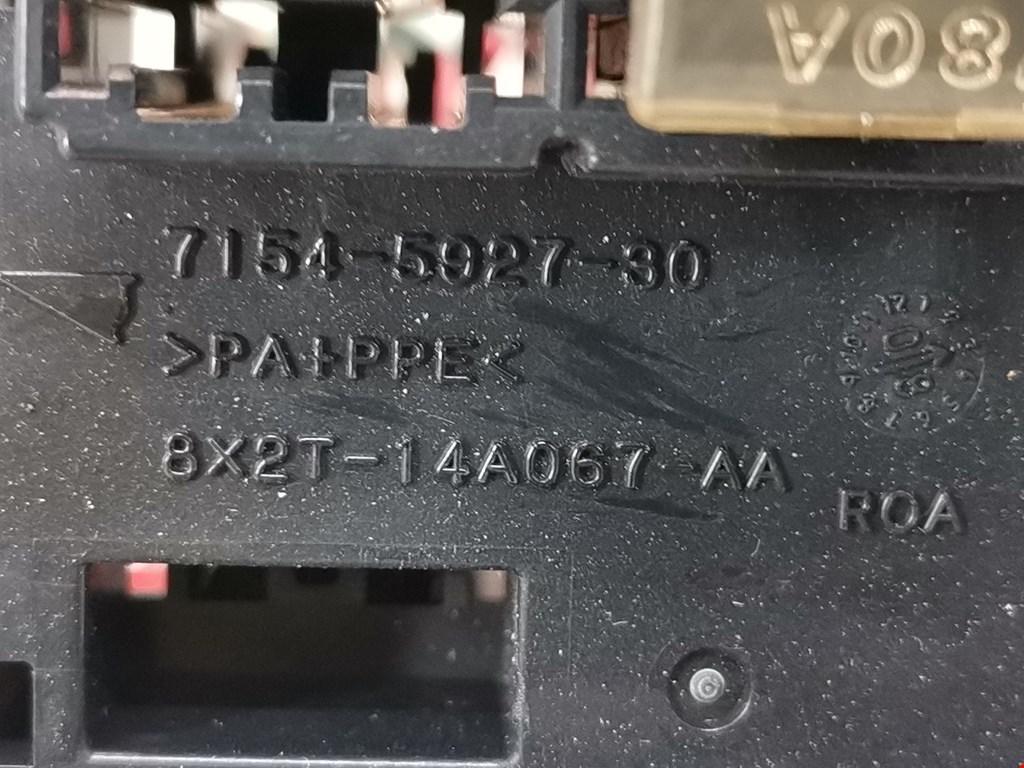 80A
7154-5927-30
>PA+PPE<
8X2T-14A067-AA
ROA